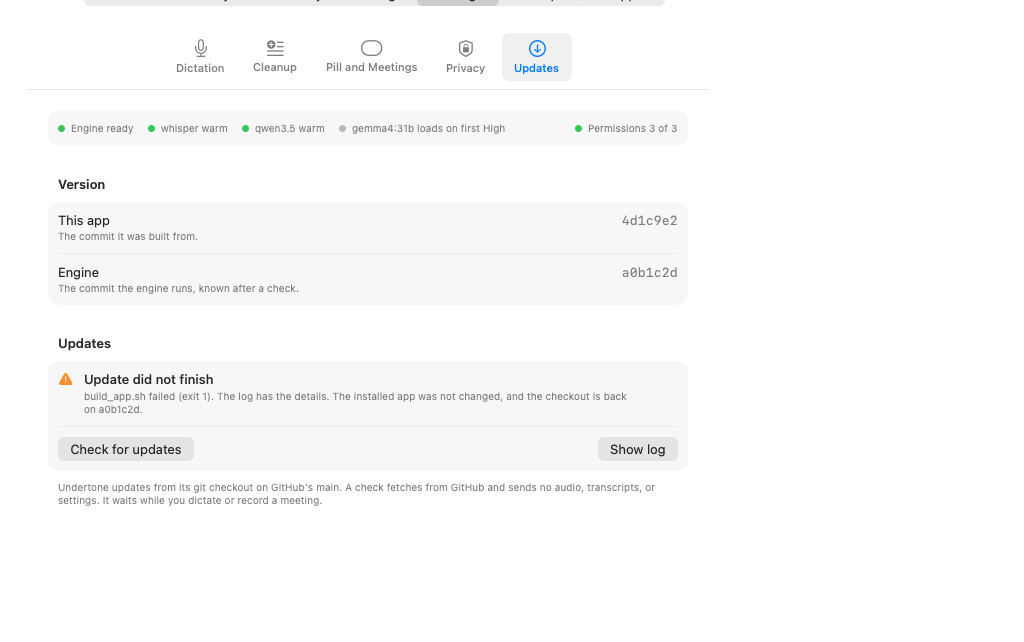 Dictation
Cleanup
Pill and Meetings
Privacy
Updates
Engine ready
whisper warm
qwen3.5 warm
gemma4:31b loads on first High
Permissions 3 of 3
Version
This app
4d1c9e2
The commit it was built from.
Engine
a0b1c2d
The commit the engine runs, known after a check.
Updates
Update did not finish
build_app.sh failed (exit 1). The log has the details. The installed app was not changed, and the checkout is back
on a0b1c2d.
Check for updates
Show log
Undertone updates from its git checkout on GitHub's main. A check fetches from GitHub and sends no audio, transcripts, or
settings. It waits while you dictate or record a meeting.